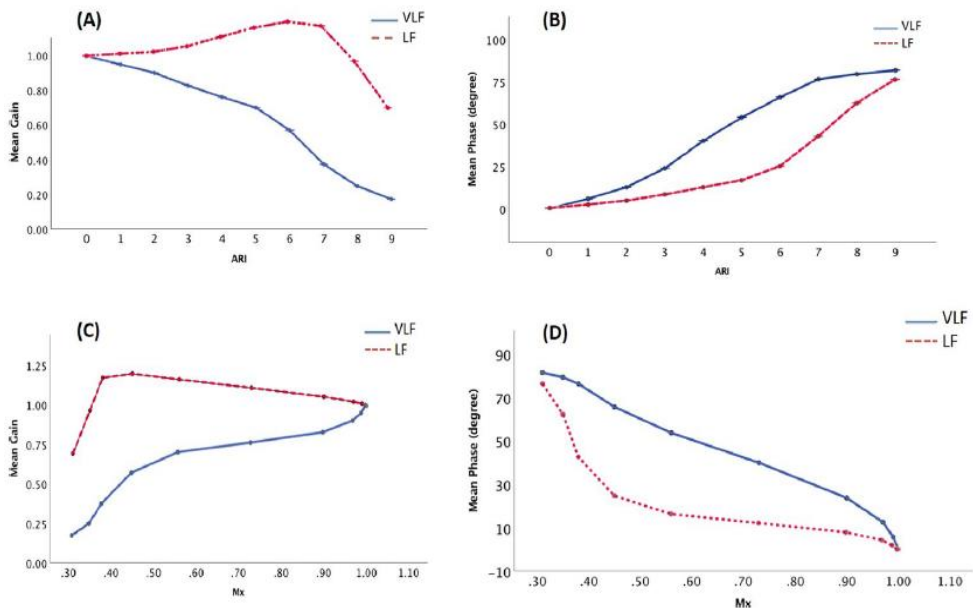 (A)
VLF
LF
1.00
0.80
0.60
0.40
0.20
0.00
Mean Gain
0 1 2 3 4 5 6 7 8 9
ARI
(B)
VLF
LF
100
75
50
25
0
Mean Phase (degree)
0 1 2 3 4 5 6 7 8 9
ARI
(C)
VLF
LF
1.25
1.00
0.75
0.50
0.25
0.00
Mean Gain
.30 .40 .50 .60 .70 .80 .90 1.00 1.10
Mx
(D)
VLF
LF
90
70
50
30
10
-10
Mean Phase (degree)
.30 .40 .50 .60 .70 .80 .90 1.00 1.10
Mx